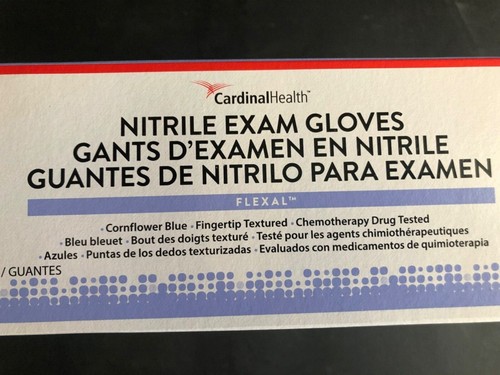 CardinalHealth™
NITRILE EXAM GLOVES
GANTS D'EXAMEN EN NITRILE
GUANTES DE NITRILO PARA EXAMEN
FLEXAL™
• Cornflower Blue • Fingertip Textured • Chemotherapy Drug Tested
• Bleu bleuet • Bout des doigts texturé • Testé pour les agents chimiothérapeutiques
• Azules • Puntas de los dedos texturizadas • Evaluados con medicamentos de quimioterapia
/ GUANTES